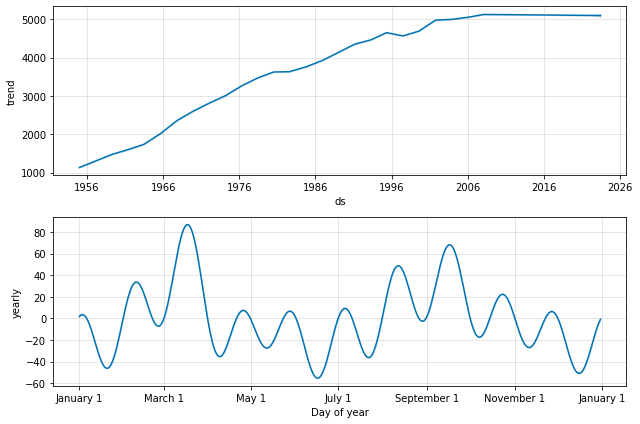 5000
4000
3000
2000
1000
trend
1956 1966 1976 1986 1996 2006 2016 2026
ds
80
60
40
20
0
−20
−40
−60
yearly
January 1 March 1 May 1 July 1 September 1 November 1 January 1
Day of year